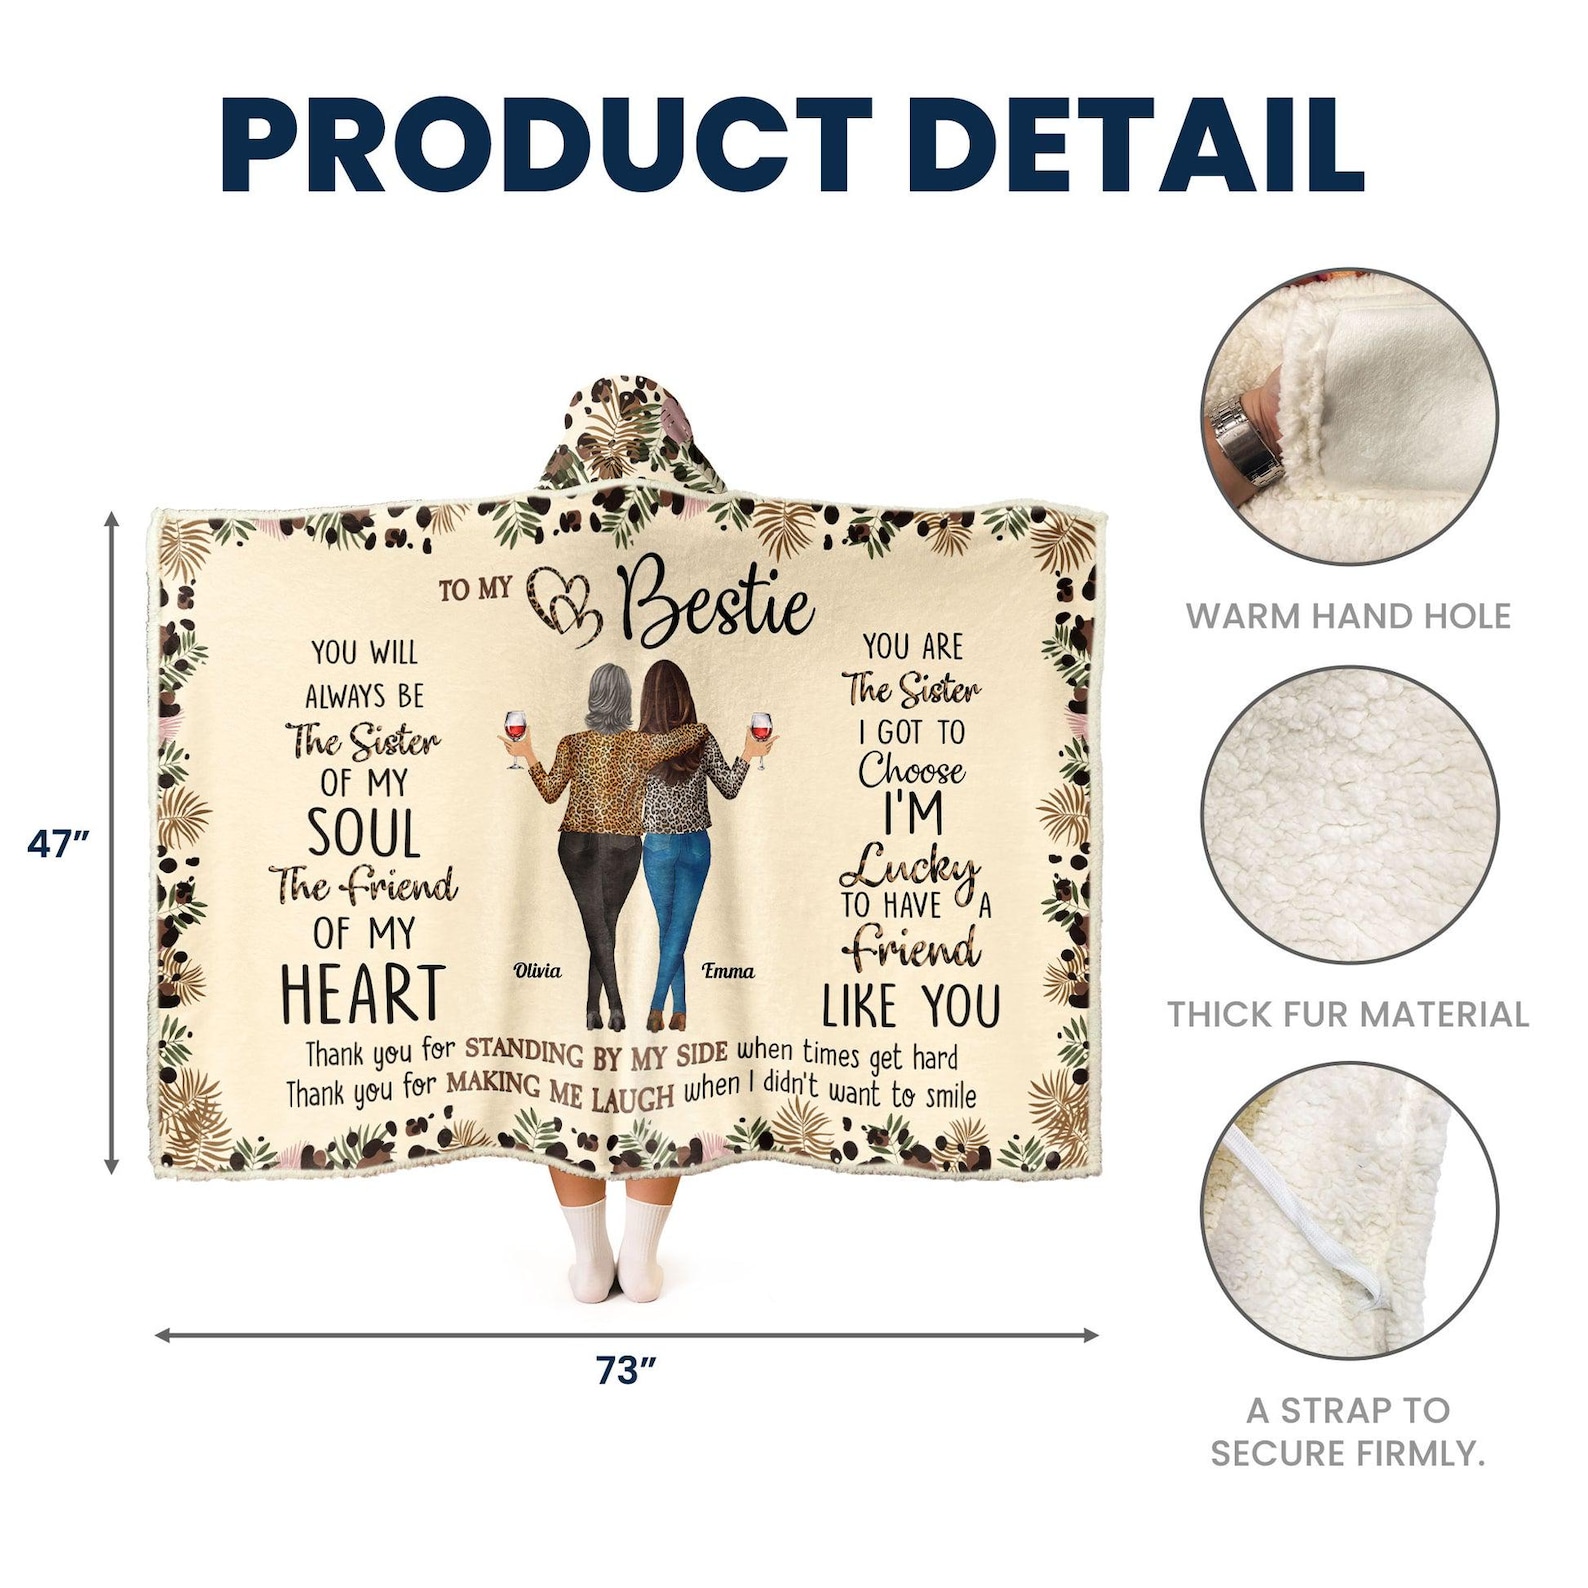 PRODUCT DETAIL
TO MY Bestie
YOU WILL
ALWAYS BE
The Sister
OF MY
SOUL
The Friend
OF MY
HEART
YOU ARE
The Sister
I GOT TO
Choose
I'M
Lucky
TO HAVE A
Friend
LIKE YOU
Olivia
Emma
Thank you for STANDING BY MY SIDE when times get hard
Thank you for MAKING ME LAUGH when I didn't want to smile
47”
73”
WARM HAND HOLE
THICK FUR MATERIAL
A STRAP TO
SECURE FIRMLY.